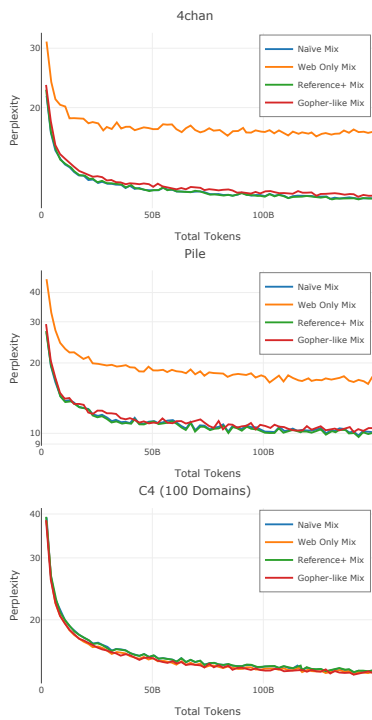 4chan
30
20
Perplexity
Naïve Mix
Web Only Mix
Reference+ Mix
Gopher-like Mix
0
50B
100B
Total Tokens
Pile
40
30
20
10
9
Perplexity
Naïve Mix
Web Only Mix
Reference+ Mix
Gopher-like Mix
0
50B
100B
Total Tokens
C4 (100 Domains)
40
30
20
Perplexity
Naïve Mix
Web Only Mix
Reference+ Mix
Gopher-like Mix
0
50B
100B
Total Tokens